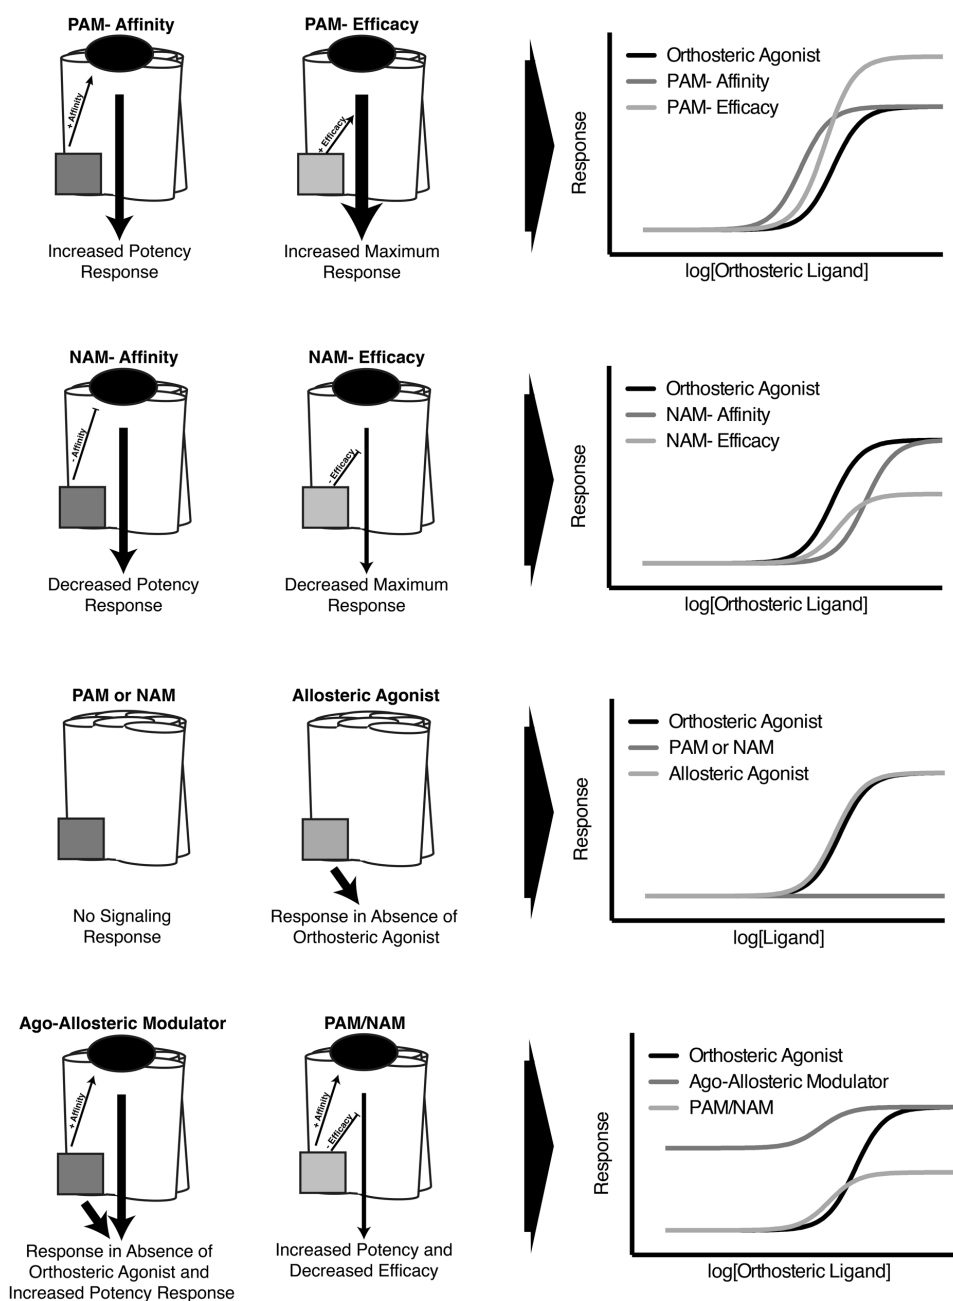 PAM- Affinity
PAM- Efficacy
+ Affinity
+ Efficacy
Increased Potency
Response
Increased Maximum
Response
Orthosteric Agonist
PAM- Affinity
PAM- Efficacy
Response
log[Orthosteric Ligand]
NAM- Affinity
NAM- Efficacy
- Affinity
- Efficacy
Decreased Potency
Response
Decreased Maximum
Response
Orthosteric Agonist
NAM- Affinity
NAM- Efficacy
Response
log[Orthosteric Ligand]
PAM or NAM
Allosteric Agonist
No Signaling
Response
Response in Absence of
Orthosteric Agonist
Orthosteric Agonist
PAM or NAM
Allosteric Agonist
Response
log[Ligand]
Ago-Allosteric Modulator
PAM/NAM
+ Affinity
+ Affinity
- Efficacy
Response in Absence of
Orthosteric Agonist and
Increased Potency Response
Increased Potency and
Decreased Efficacy
Orthosteric Agonist
Ago-Allosteric Modulator
PAM/NAM
Response
log[Orthosteric Ligand]